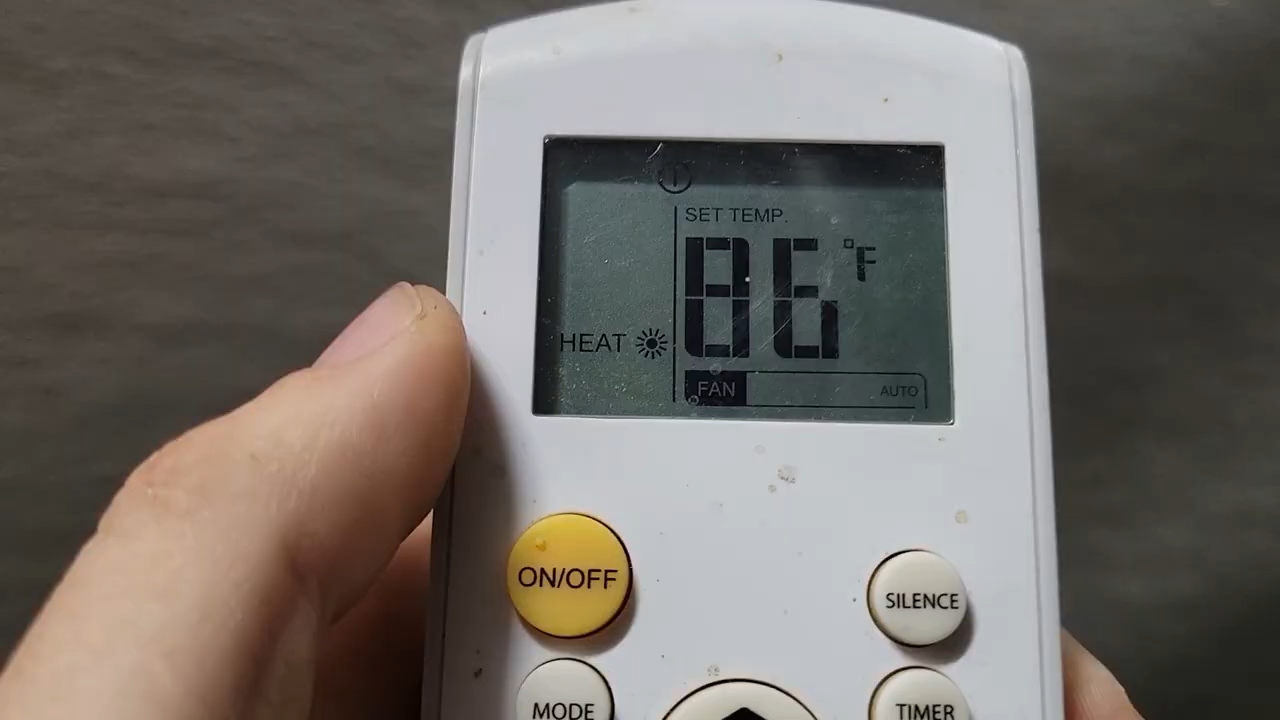 SET TEMP.
86°F
HEAT
FAN AUTO
ON/OFF
SILENCE
MODE
TIMER